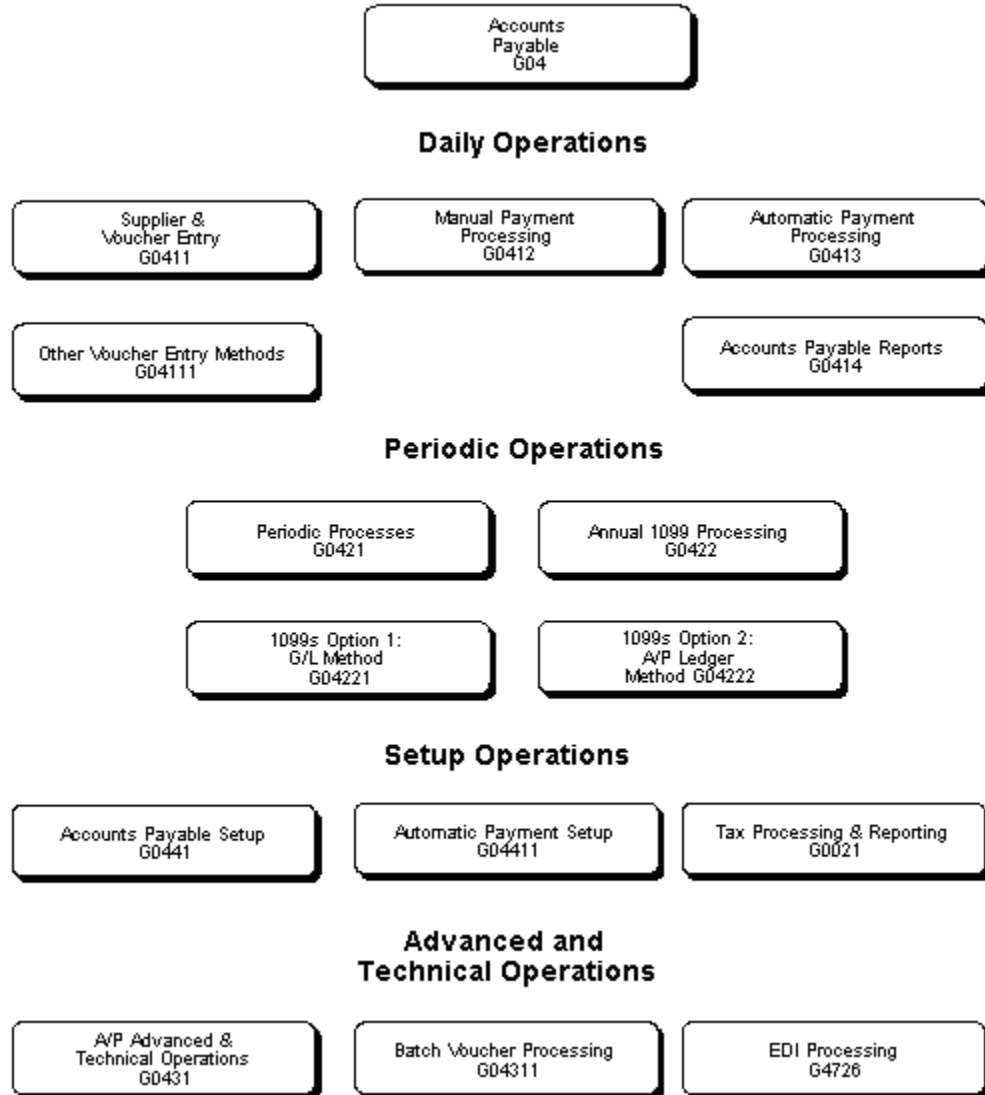 Accounts
Payable
G04
Daily Operations
Supplier &
Voucher Entry
G0411
Manual Payment
Processing
G0412
Automatic Payment
Processing
G0413
Other Voucher Entry Methods
G04111
Accounts Payable Reports
G0414
Periodic Operations
Periodic Processes
G0421
Annual 1099 Processing
G0422
1099s Option 1:
G/L Method
G04221
1099s Option 2:
A/P Ledger
Method G04222
Setup Operations
Accounts Payable Setup
G0441
Automatic Payment Setup
G04411
Tax Processing & Reporting
G0021
Advanced and
Technical Operations
A/P Advanced &
Technical Operations
G0431
Batch Voucher Processing
G04311
EDI Processing
G4726